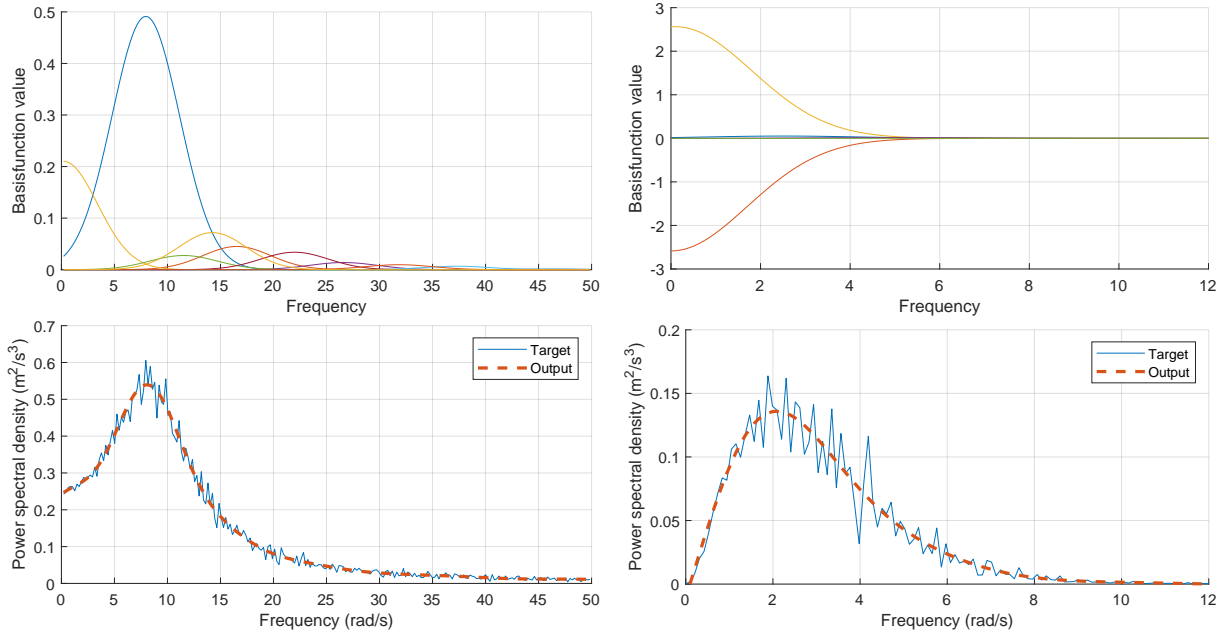 Basisfunction value
0.5
0.4
0.3
0.2
0.1
0
0 5 10 15 20 25 30 35 40 45 50
Frequency
Basisfunction value
3
2
1
0
-1
-2
-3
0 2 4 6 8 10 12
Frequency
Power spectral density (m²/s³)
0.7
0.6
0.5
0.4
0.3
0.2
0.1
0
0 5 10 15 20 25 30 35 40 45 50
Frequency (rad/s)
Target
Output
Power spectral density (m²/s³)
0.2
0.15
0.1
0.05
0
0 2 4 6 8 10 12
Frequency (rad/s)
Target
Output